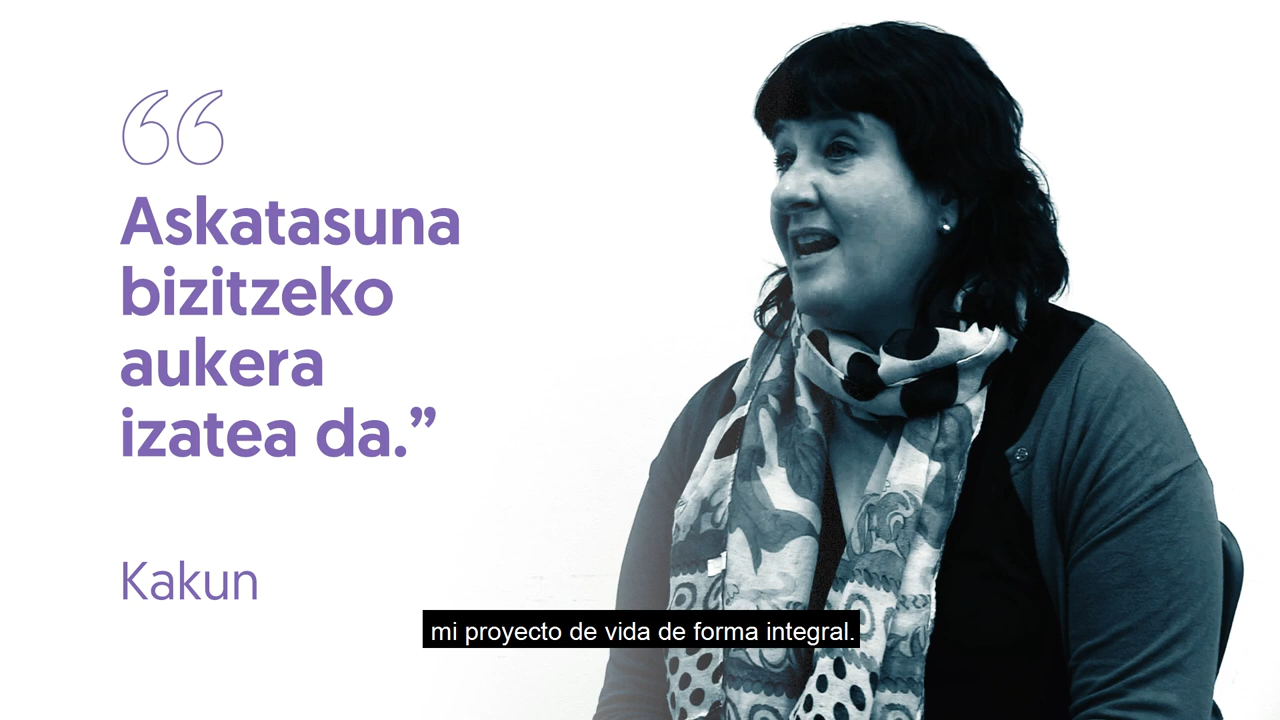 “
Askatasuna
bizitzeko
aukera
izatea da.”
Kakun
mi proyecto de vida de forma integral.